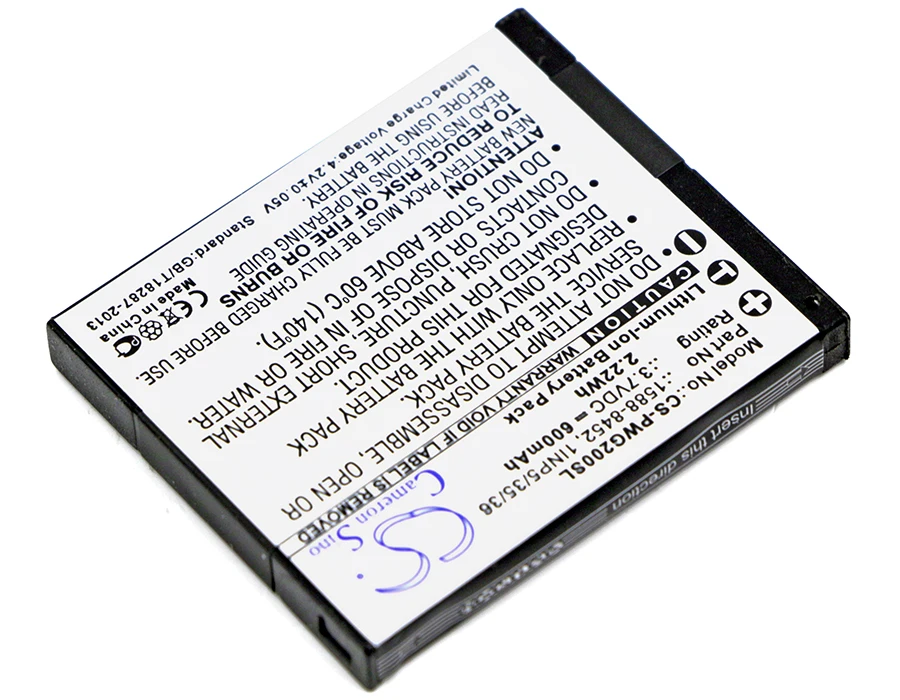 Model No.: CS-PWG200SL
Part No : 1588-8452, 1INP5/35/36
Rating : 3.7VDC = 600mAh
2.22Wh
Lithium-Ion Battery Pack
CAUTION WARRANTY VOID IF LABEL IS REMOVED
• DO NOT ATTEMPT TO DISASSEMBLE, OPEN OR
SERVICE THE BATTERY PACK.
REPLACE ONLY WITH THE BATTERY PACK
DESIGNATED FOR THIS PRODUCT.
• DO NOT CRUSH, PUNCTURE, SHORT EXTERNAL
CONTACTS OR DISPOSE OF IN FIRE OR WATER.
• DO NOT STORE ABOVE 60°C (140°F).
ATTENTION!
NEW BATTERY PACK MUST BE FULLY CHARGED BEFORE USE.
TO REDUCE RISK OF FIRE OR BURNS
READ INSTRUCTIONS IN OPERATING GUIDE
BEFORE USING THE BATTERY.
Limited Charge Voltage:4.2V±0.05V Standard:GB/T18287-2013
Made in China
CS
Cameron Sino
Insert this end